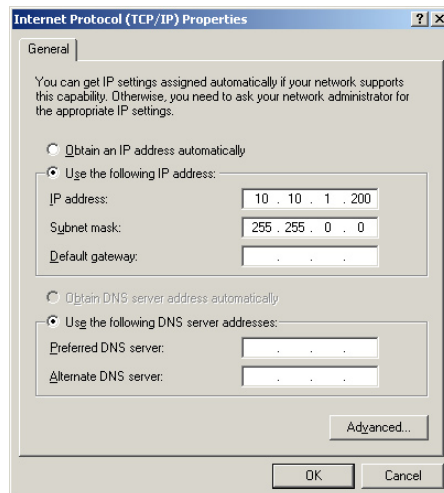 Internet Protocol (TCP/IP) Properties
General
You can get IP settings assigned automatically if your network supports
this capability. Otherwise, you need to ask your network administrator for
the appropriate IP settings.
Obtain an IP address automatically
Use the following IP address:
IP address: 10 . 10 . 1 . 200
Subnet mask: 255 . 255 . 0 . 0
Default gateway: . . .
Obtain DNS server address automatically
Use the following DNS server addresses:
Preferred DNS server: . . .
Alternate DNS server: . . .
Advanced...
OK Cancel